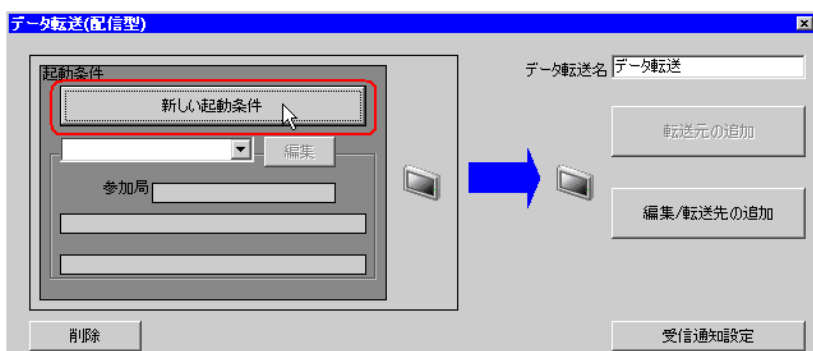 データ転送(配信型)
データ転送名 データ転送
起動条件
新しい起動条件
転送元の追加
編集
参加局
編集/転送先の追加
削除
受信通知設定